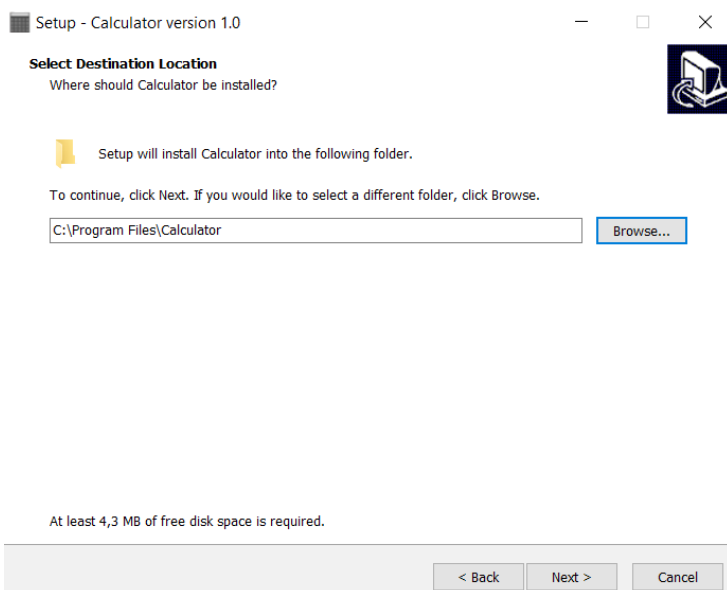 Setup - Calculator version 1.0
Select Destination Location
Where should Calculator be installed?
Setup will install Calculator into the following folder.
To continue, click Next. If you would like to select a different folder, click Browse.
C:\Program Files\Calculator
Browse...
At least 4,3 MB of free disk space is required.
< Back
Next >
Cancel